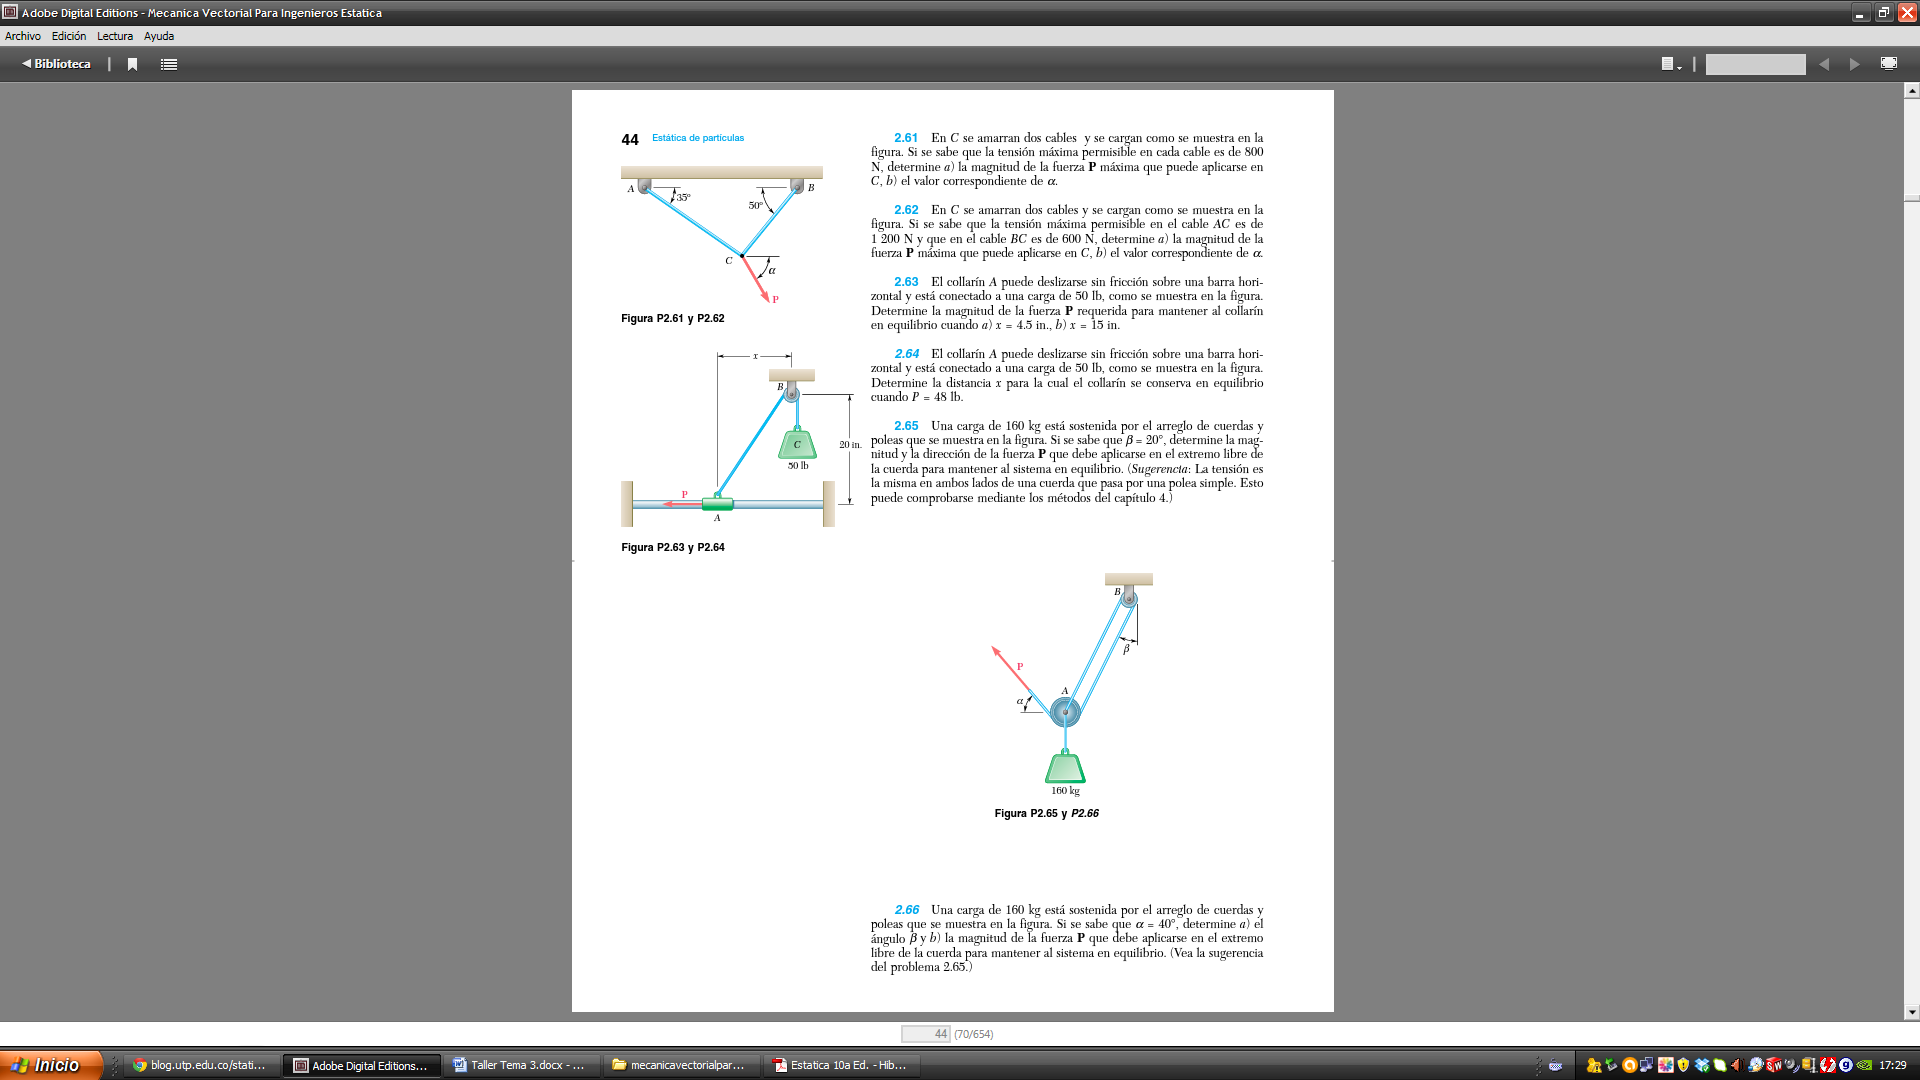 Adobe Digital Editions - Mecanica Vectorial Para Ingenieros Estatica
Archivo Edición Lectura Ayuda
Biblioteca
44 Estática de partículas
A
B
35°
50°
C
α
P
Figura P2.61 y P2.62
x
B
C
20 in.
50 lb
P
A
Figura P2.63 y P2.64
2.61 En C se amarran dos cables y se cargan como se muestra en la
figura. Si se sabe que la tensión máxima permisible en cada cable es de 800
N, determine a) la magnitud de la fuerza P máxima que puede aplicarse en
C, b) el valor correspondiente de α.
2.62 En C se amarran dos cables y se cargan como se muestra en la
figura. Si se sabe que la tensión máxima permisible en el cable AC es de
1 200 N y que en el cable BC es de 600 N, determine a) la magnitud de la
fuerza P máxima que puede aplicarse en C, b) el valor correspondiente de α.
2.63 El collarín A puede deslizarse sin fricción sobre una barra hori-
zontal y está conectado a una carga de 50 lb, como se muestra en la figura.
Determine la magnitud de la fuerza P requerida para mantener al collarín
en equilibrio cuando a) x = 4.5 in., b) x = 15 in.
2.64 El collarín A puede deslizarse sin fricción sobre una barra hori-
zontal y está conectado a una carga de 50 lb, como se muestra en la figura.
Determine la distancia x para la cual el collarín se conserva en equilibrio
cuando P = 48 lb.
2.65 Una carga de 160 kg está sostenida por el arreglo de cuerdas y
poleas que se muestra en la figura. Si se sabe que β = 20°, determine la mag-
nitud y la dirección de la fuerza P que debe aplicarse en el extremo libre de
la cuerda para mantener al sistema en equilibrio. (Sugerencia: La tensión es
la misma en ambos lados de una cuerda que pasa por una polea simple. Esto
puede comprobarse mediante los métodos del capítulo 4.)
B
β
P
A
α
160 kg
Figura P2.65 y P2.66
2.66 Una carga de 160 kg está sostenida por el arreglo de cuerdas y
poleas que se muestra en la figura. Si se sabe que α = 40°, determine a) el
ángulo β y b) la magnitud de la fuerza P que debe aplicarse en el extremo
libre de la cuerda para mantener al sistema en equilibrio. (Vea la sugerencia
del problema 2.65.)
44 (70/654)
Inicio blog.utp.edu.co/stati... Adobe Digital Editions... Taller Tema 3.docx - ... mecanicavectorialpar... Estatica 10a Ed. - Hib... 17:29